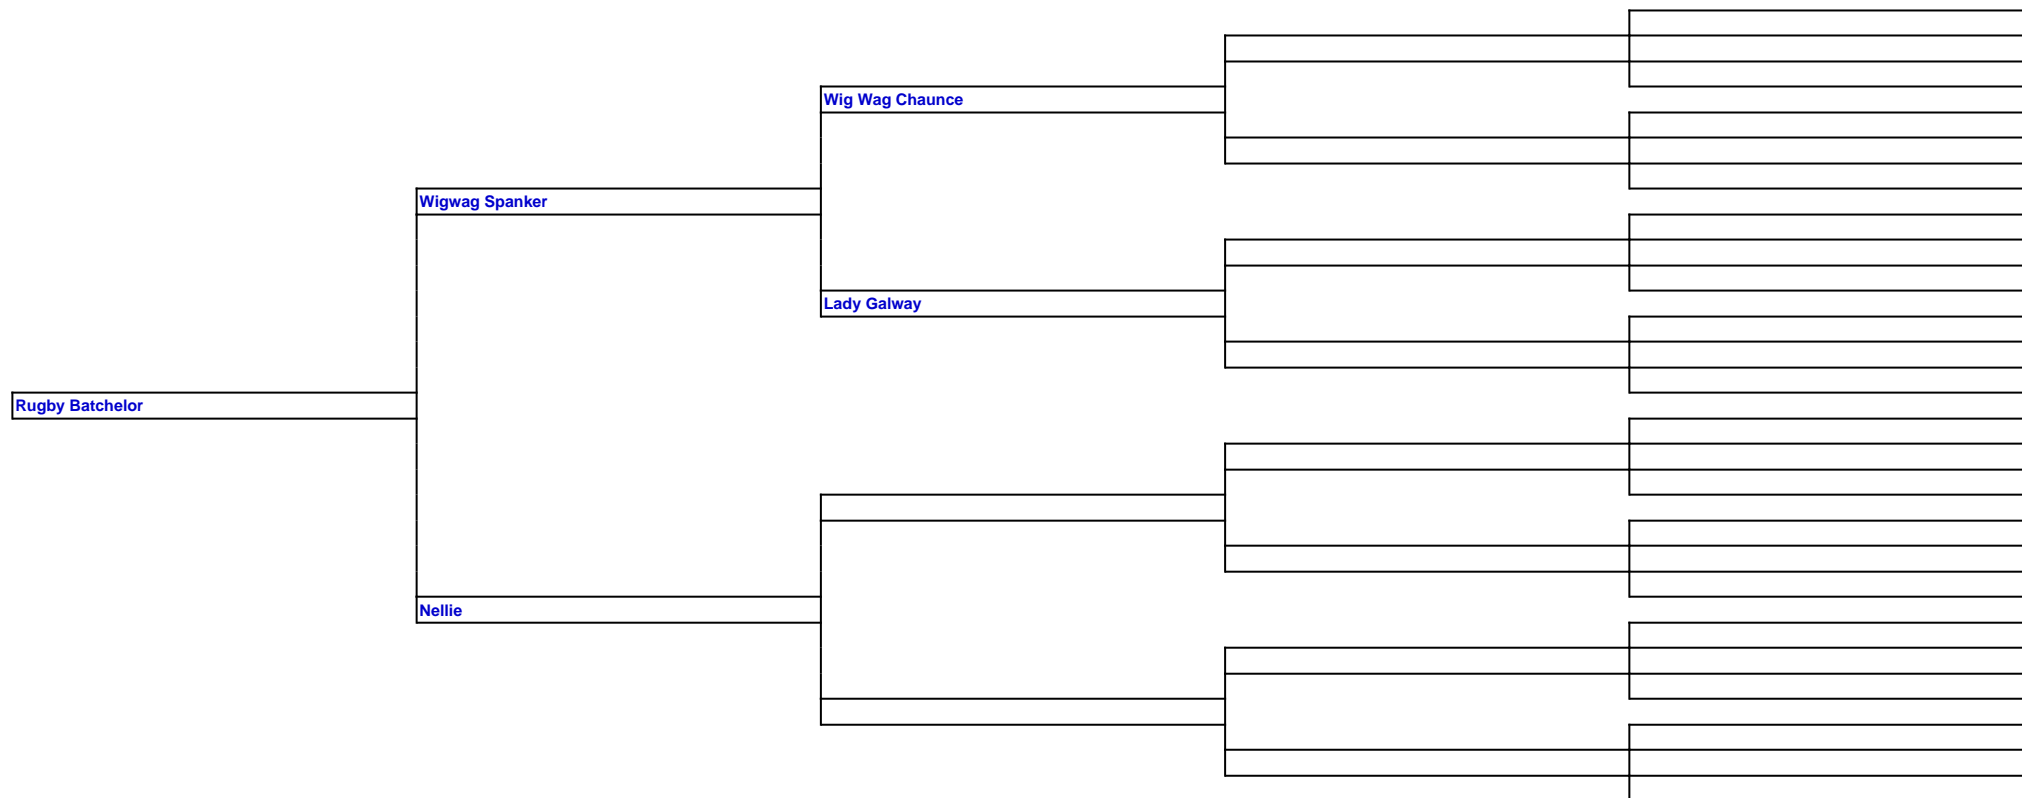 Wig Wag Chaunce
Wigwag Spanker
Lady Galway
Rugby Batchelor
Nellie